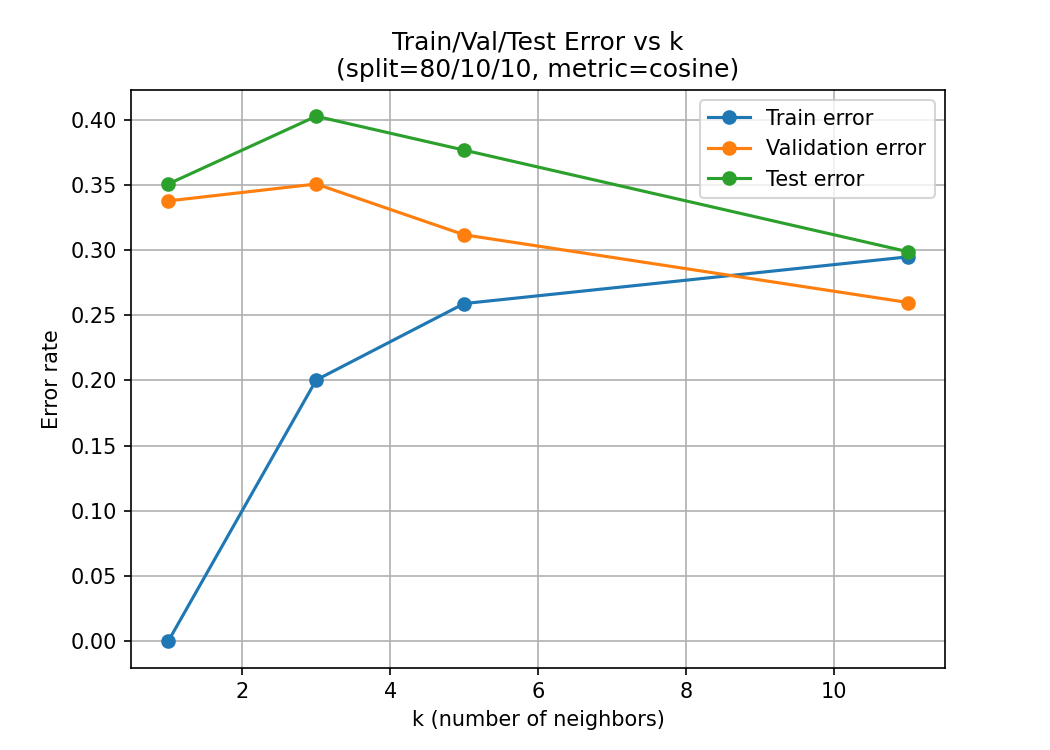 Train/Val/Test Error vs k
(split=80/10/10, metric=cosine)
Train error
Validation error
Test error
Error rate
0.40
0.35
0.30
0.25
0.20
0.15
0.10
0.05
0.00
2
4
6
8
10
k (number of neighbors)